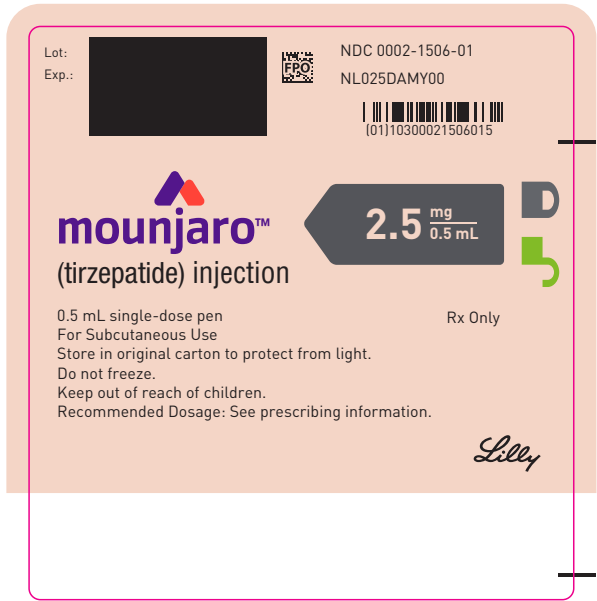 Lot:
Exp.:
FPO
NDC 0002-1506-01
NL025DAMY00
(01)10300021506015
mounjaro™
(tirzepatide) injection
2.5 mg
0.5 mL
0.5 mL single-dose pen
For Subcutaneous Use
Rx Only
Store in original carton to protect from light.
Do not freeze.
Keep out of reach of children.
Recommended Dosage: See prescribing information.
Lilly